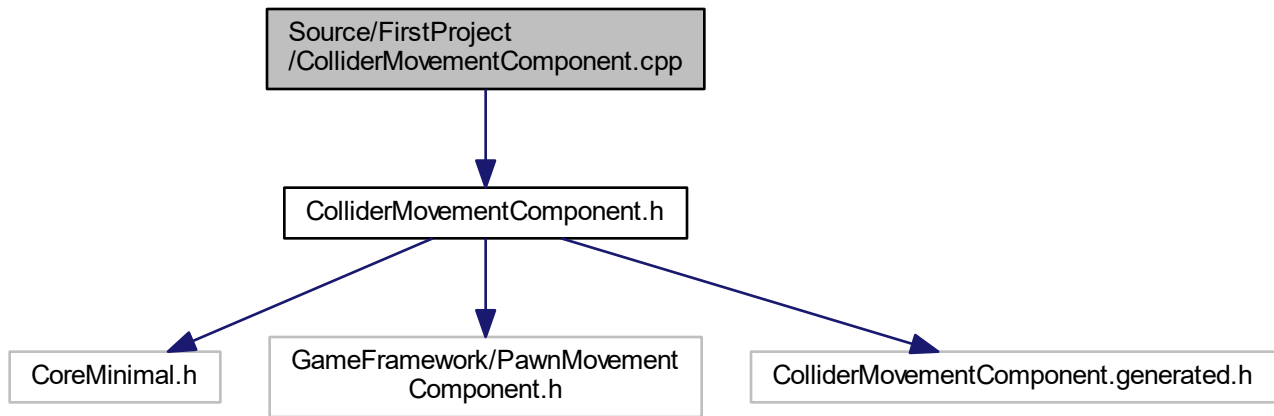 Source/FirstProject
/ColliderMovementComponent.cpp
ColliderMovementComponent.h
CoreMinimal.h
GameFramework/PawnMovement
Component.h
ColliderMovementComponent.generated.h